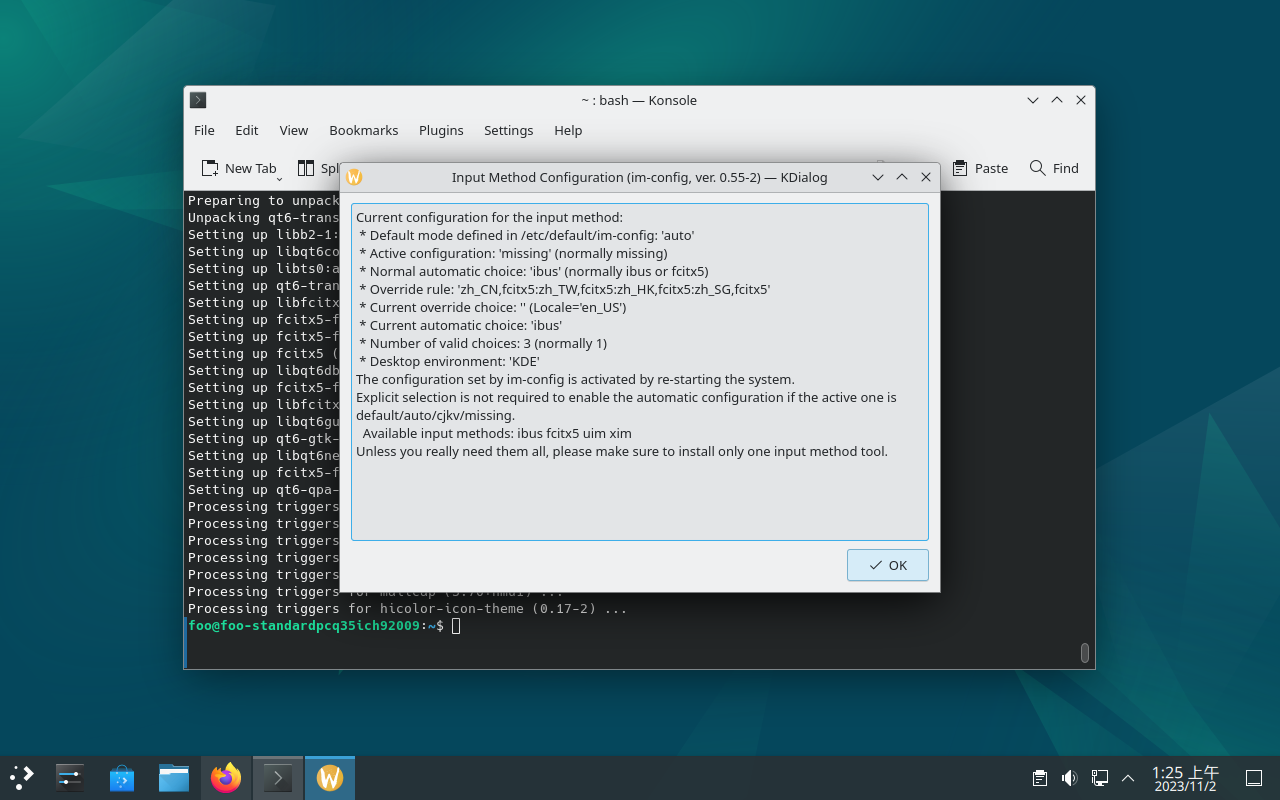 ~ : bash — Konsole
File Edit View Bookmarks Plugins Settings Help
New Tab Paste Find
Input Method Configuration (im-config, ver. 0.55-2) — KDialog
Current configuration for the input method:
* Default mode defined in /etc/default/im-config: 'auto'
* Active configuration: 'missing' (normally missing)
* Normal automatic choice: 'ibus' (normally ibus or fcitx5)
* Override rule: 'zh_CN,fcitx5:zh_TW,fcitx5:zh_HK,fcitx5:zh_SG,fcitx5'
* Current override choice: '' (Locale='en_US')
* Current automatic choice: 'ibus'
* Number of valid choices: 3 (normally 1)
* Desktop environment: 'KDE'
The configuration set by im-config is activated by re-starting the system.
Explicit selection is not required to enable the automatic configuration if the active one is
default/auto/cjkv/missing.
Available input methods: ibus fcitx5 uim xim
Unless you really need them all, please make sure to install only one input method tool.
OK
Preparing to unpack
Unpacking qt6-trans
Setting up libb2-1:
Setting up libqt6co
Setting up libts0:a
Setting up qt6-tran
Setting up libfcitx
Setting up fcitx5-f
Setting up fcitx5-f
Setting up fcitx5 (
Setting up libqt6db
Setting up fcitx5-f
Setting up libfcitx
Setting up libqt6gu
Setting up qt6-gtk-
Setting up libqt6ne
Setting up fcitx5-f
Setting up qt6-qpa-
Processing triggers
Processing triggers
Processing triggers
Processing triggers
Processing triggers
Processing triggers for
Processing triggers for hicolor-icon-theme (0.17-2) ...
foo@foo-standardpcq35ich92009:~$
1:25 上午
2023/11/2